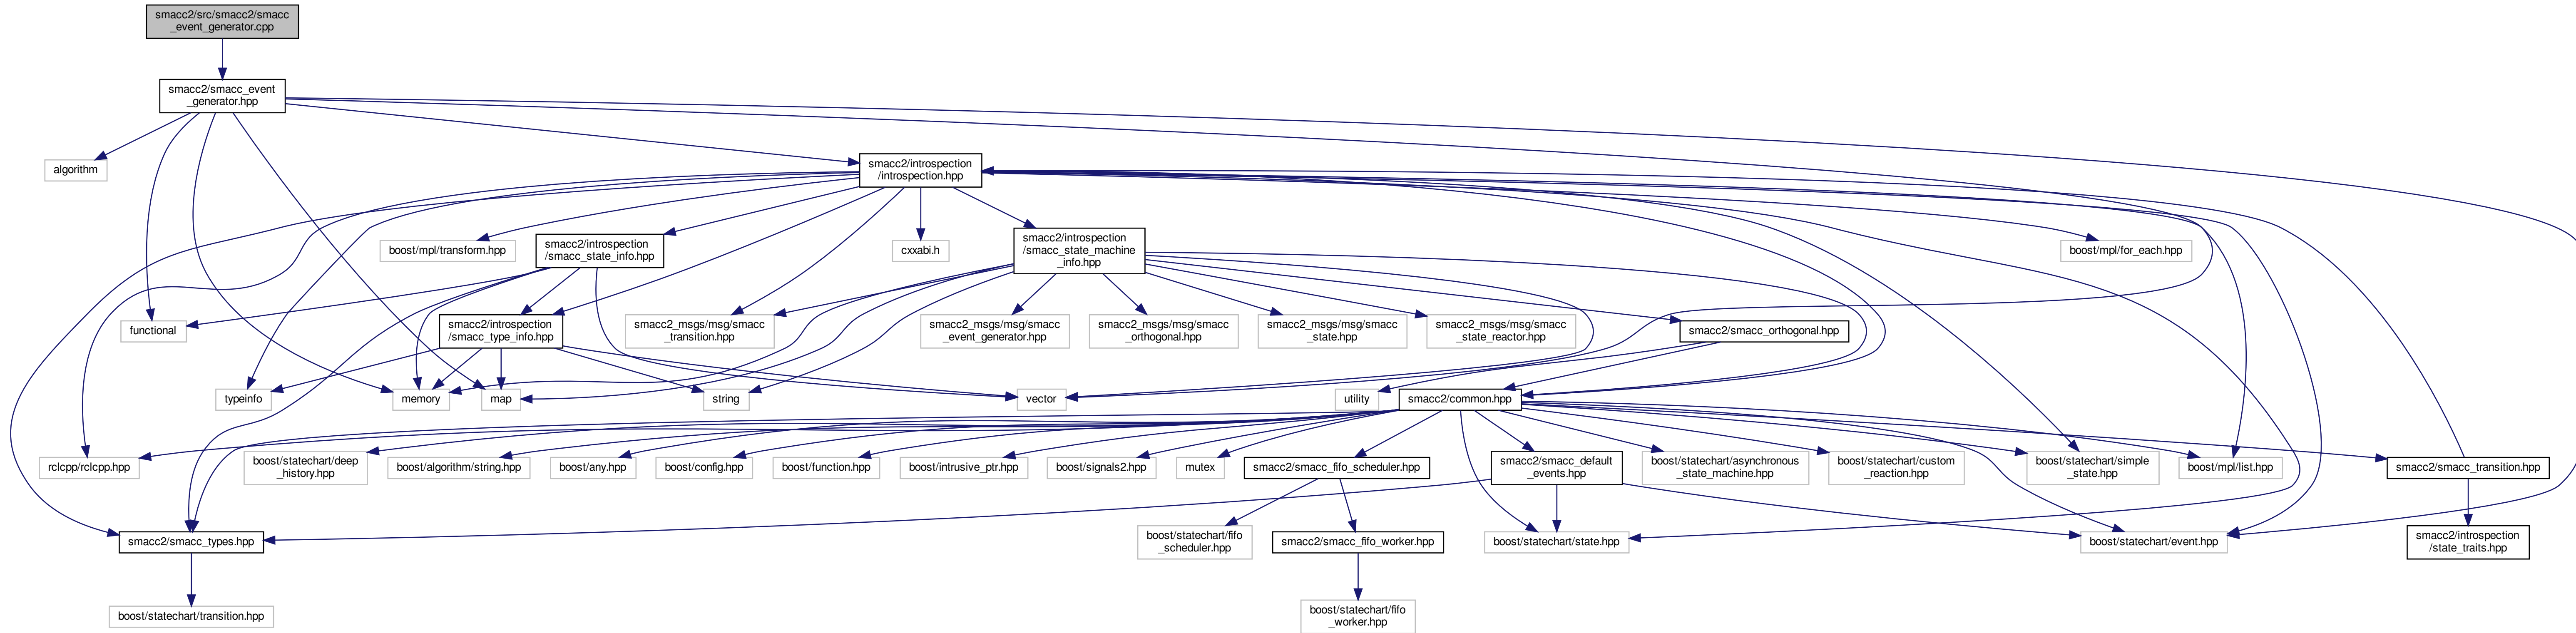 smacc2/src/smacc2/smacc
_event_generator.cpp
smacc2/smacc_event
_generator.hpp
algorithm
smacc2/introspection
/introspection.hpp
boost/mpl/transform.hpp
smacc2/introspection
/smacc_state_info.hpp
cxxabi.h
smacc2/introspection
/smacc_state_machine
_info.hpp
boost/mpl/for_each.hpp
functional
smacc2/introspection
/smacc_type_info.hpp
smacc2_msgs/msg/smacc
_transition.hpp
smacc2_msgs/msg/smacc
_event_generator.hpp
smacc2_msgs/msg/smacc
_orthogonal.hpp
smacc2_msgs/msg/smacc
_state.hpp
smacc2_msgs/msg/smacc
_state_reactor.hpp
smacc2/smacc_orthogonal.hpp
typeinfo
memory
map
string
vector
utility
smacc2/common.hpp
rclcpp/rclcpp.hpp
boost/statechart/deep
_history.hpp
boost/algorithm/string.hpp
boost/any.hpp
boost/config.hpp
boost/function.hpp
boost/intrusive_ptr.hpp
boost/signals2.hpp
mutex
smacc2/smacc_fifo_scheduler.hpp
smacc2/smacc_default
_events.hpp
boost/statechart/asynchronous
_state_machine.hpp
boost/statechart/custom
_reaction.hpp
boost/statechart/simple
_state.hpp
boost/mpl/list.hpp
smacc2/smacc_transition.hpp
smacc2/smacc_types.hpp
boost/statechart/fifo
_scheduler.hpp
smacc2/smacc_fifo_worker.hpp
boost/statechart/state.hpp
boost/statechart/event.hpp
smacc2/introspection
/state_traits.hpp
boost/statechart/transition.hpp
boost/statechart/fifo
_worker.hpp